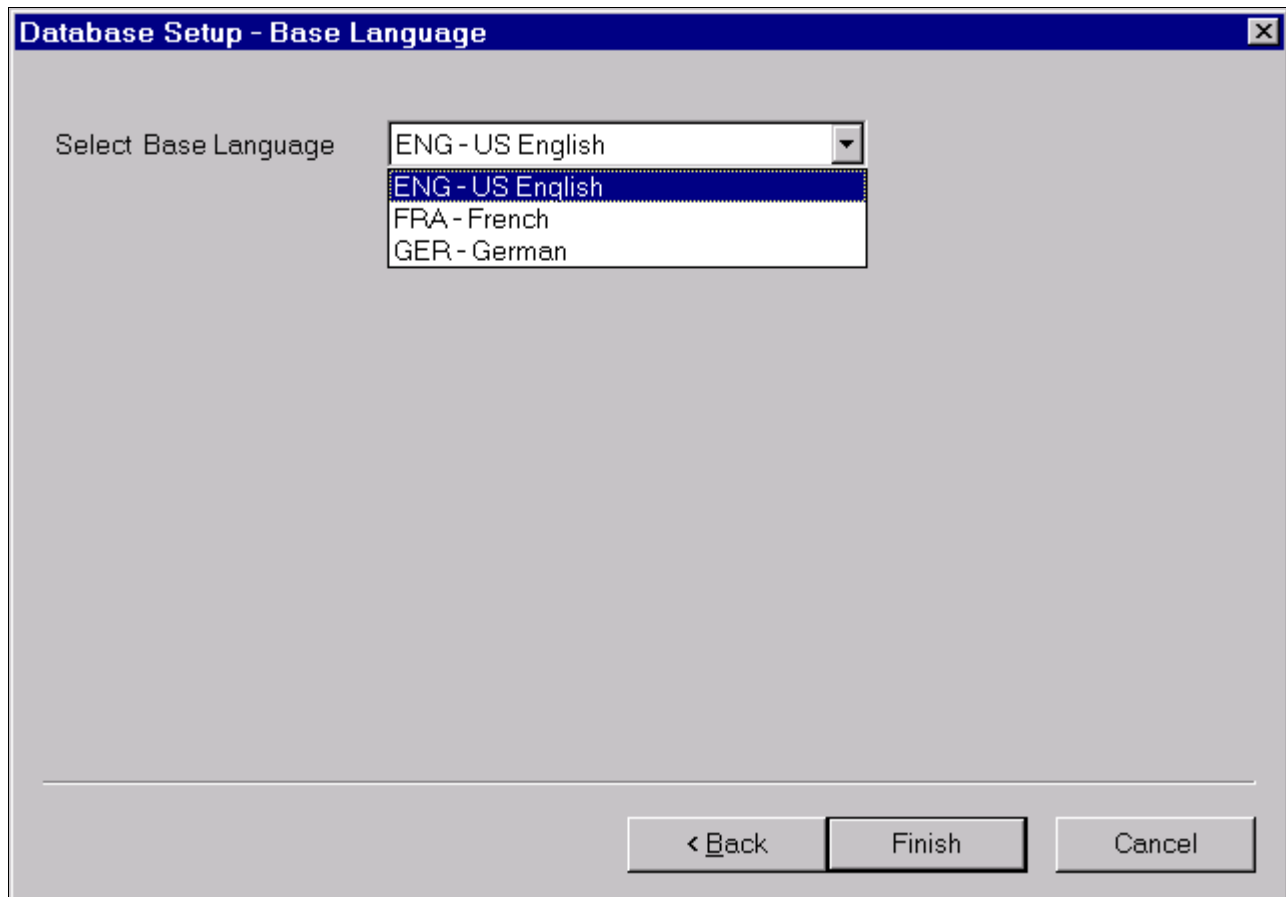 Database Setup - Base Language
Select Base Language
ENG - US English
ENG - US English
FRA - French
GER - German
< Back
Finish
Cancel